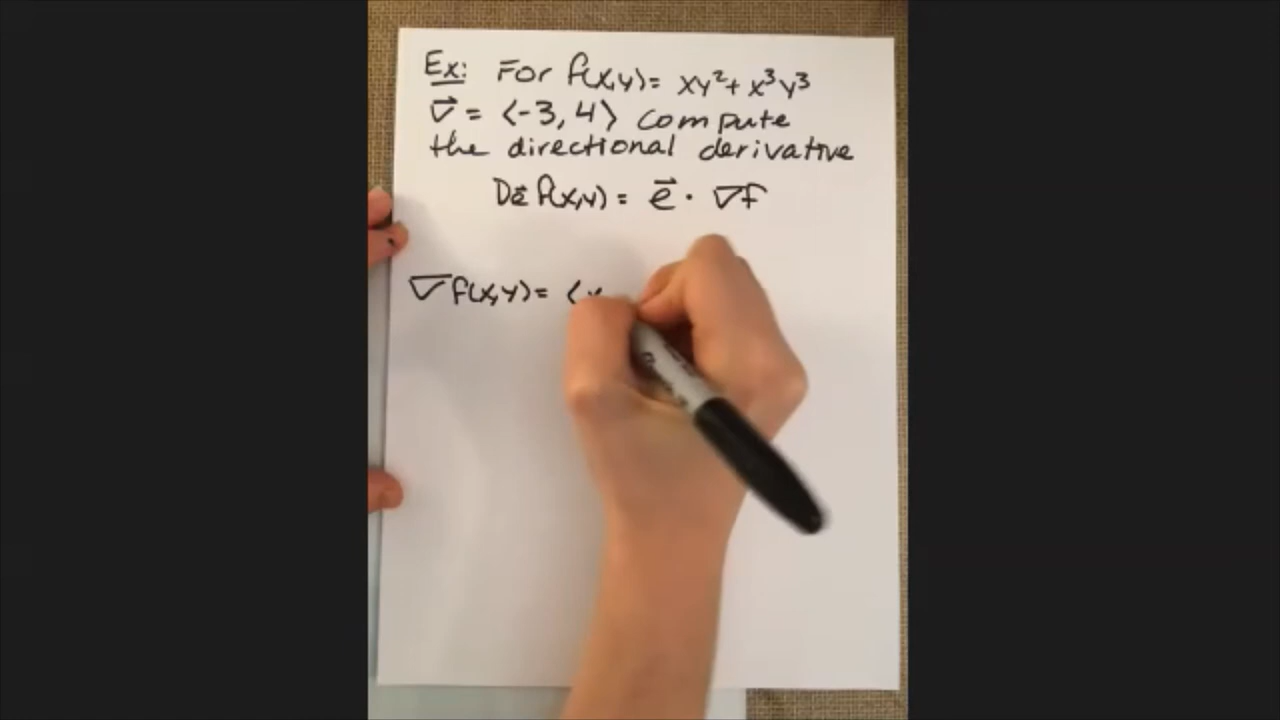 Ex: For f(x,y) = xy² + x³y³
v⃗ = ⟨-3, 4⟩ compute
the directional derivative
De⃗ f(x,y) = e⃗ · ∇f
∇f(x,y) = ⟨